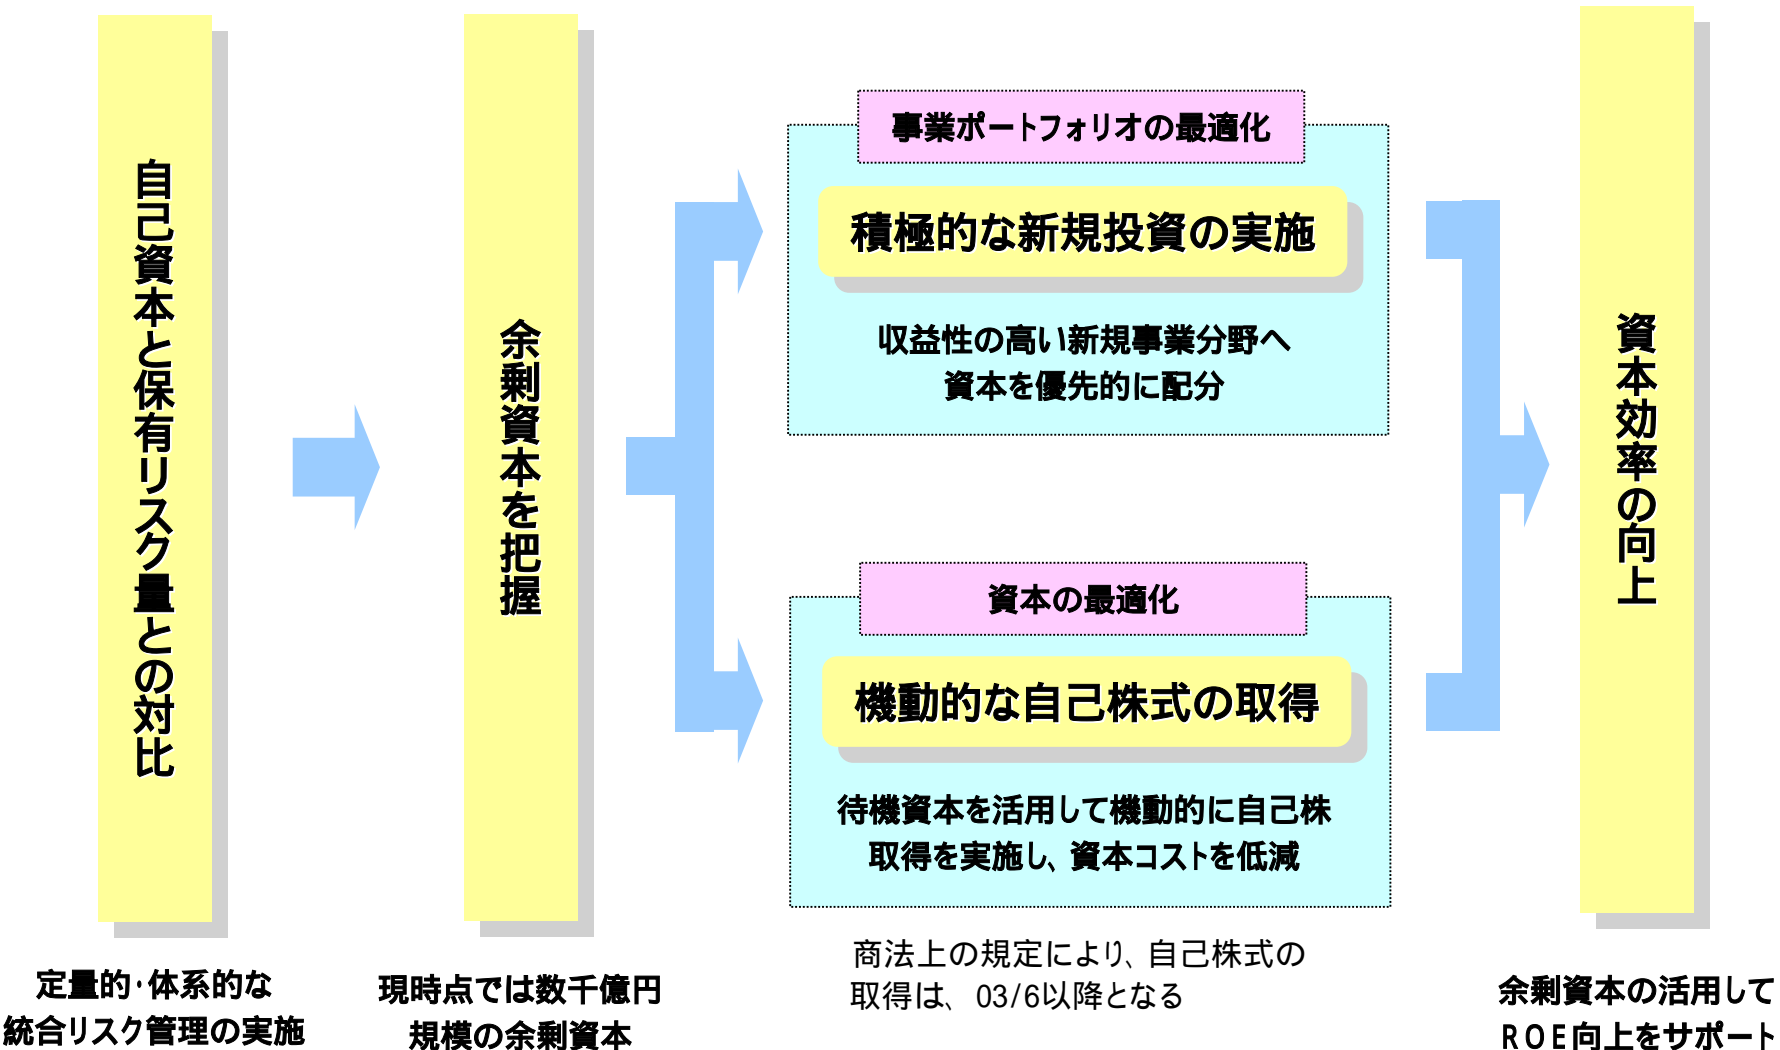 自己資本と保有リスク量との対比
定量的・体系的な
統合リスク管理の実施
余剰資本を把握
現時点では数千億円
規模の余剰資本
事業ポートフォリオの最適化
積極的な新規投資の実施
収益性の高い新規事業分野へ
資本を優先的に配分
資本の最適化
機動的な自己株式の取得
待機資本を活用して機動的に自己株
取得を実施し、資本コストを低減
商法上の規定により、自己株式の
取得は、03/6以降となる
資本効率の向上
余剰資本の活用して
ROE向上をサポート